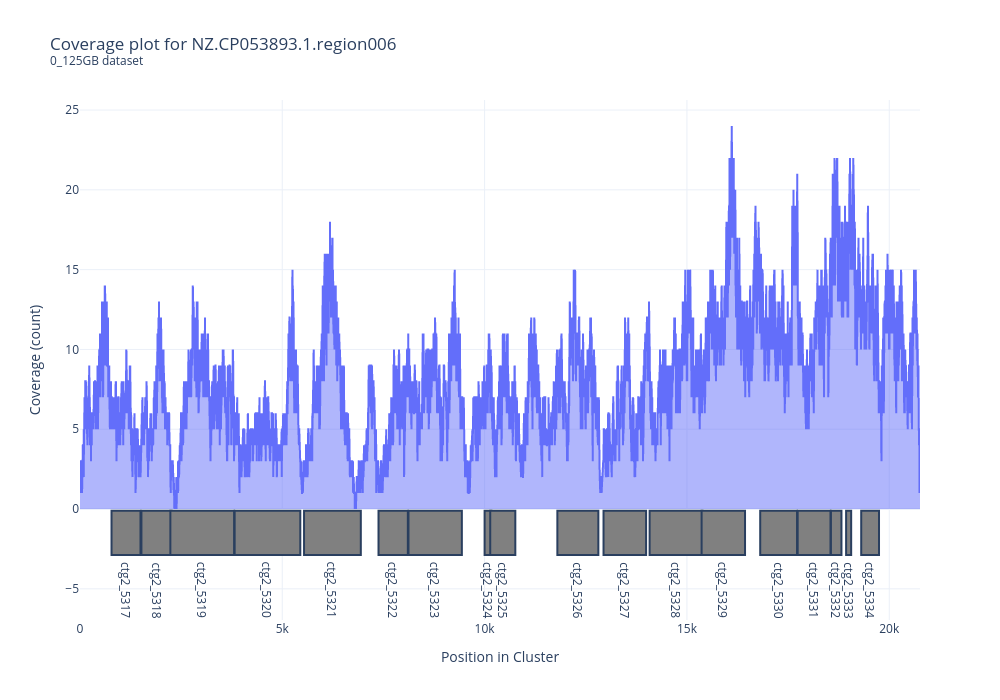 Coverage plot for NZ.CP053893.1.region006
0_125GB dataset
25
20
15
10
5
0
−5
Coverage (count)
ctg2_5317
ctg2_5318
ctg2_5319
ctg2_5320
ctg2_5321
ctg2_5322
ctg2_5323
ctg2_5324
ctg2_5325
ctg2_5326
ctg2_5327
ctg2_5328
ctg2_5329
ctg2_5330
ctg2_5331
ctg2_5332
ctg2_5333
ctg2_5334
0
5k
10k
15k
20k
Position in Cluster